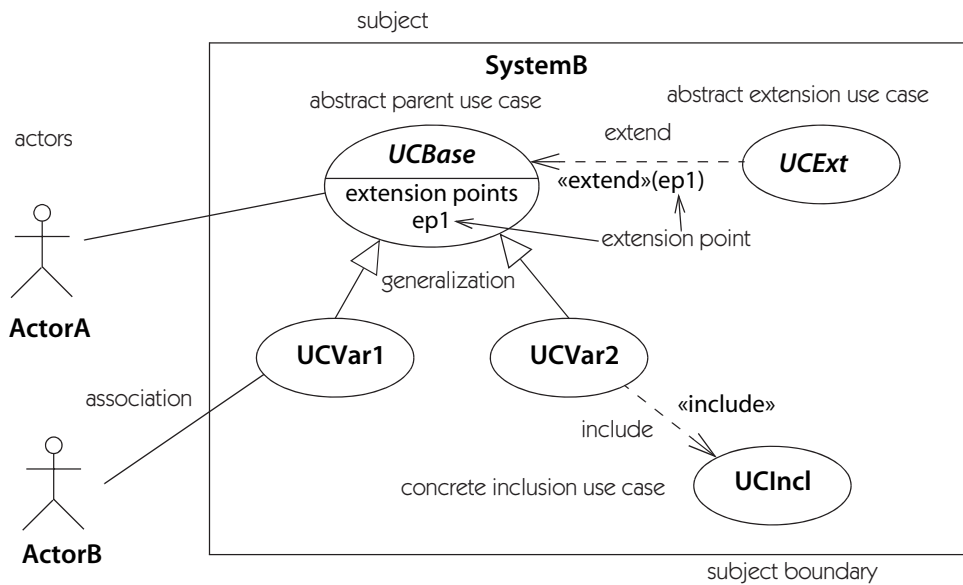 subject
SystemB
abstract parent use case
abstract extension use case
actors
extend
UCBase
UCExt
«extend»(ep1)
extension points
ep1
extension point
generalization
ActorA
UCVar1
UCVar2
association
«include»
include
UCIncl
concrete inclusion use case
ActorB
subject boundary